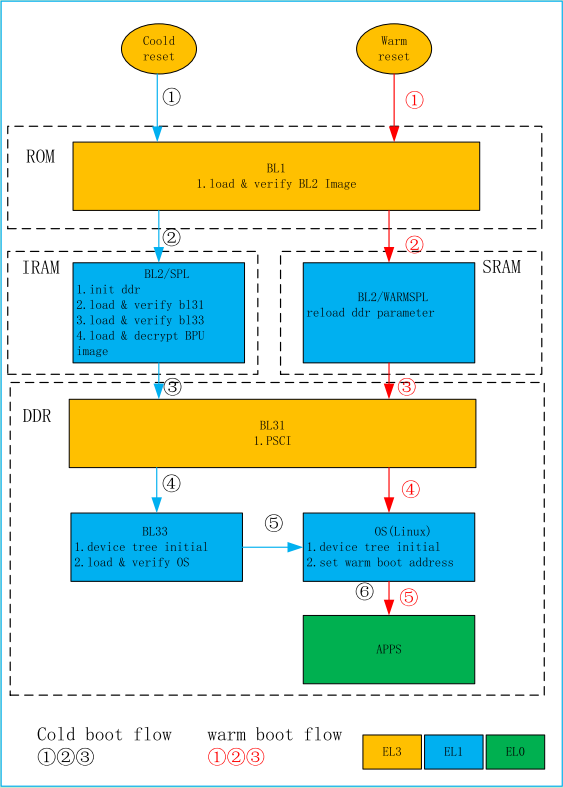 Coold
reset
Warm
reset
①
①
ROM
BL1
1.load & verify BL2 Image
②
②
IRAM
BL2/SPL
1.init ddr
2.load & verify bl31
3.load & verify bl33
4.load & decrypt BPU
image
SRAM
BL2/WARMSPL
reload ddr parameter
③
③
DDR
BL31
1.PSCI
④
④
BL33
1.device tree initial
2.load & verify OS
⑤
OS(Linux)
1.device tree initial
2.set warm boot address
⑥
⑤
APPS
Cold boot flow
①②③
warm boot flow
①②③
EL3
EL1
EL0